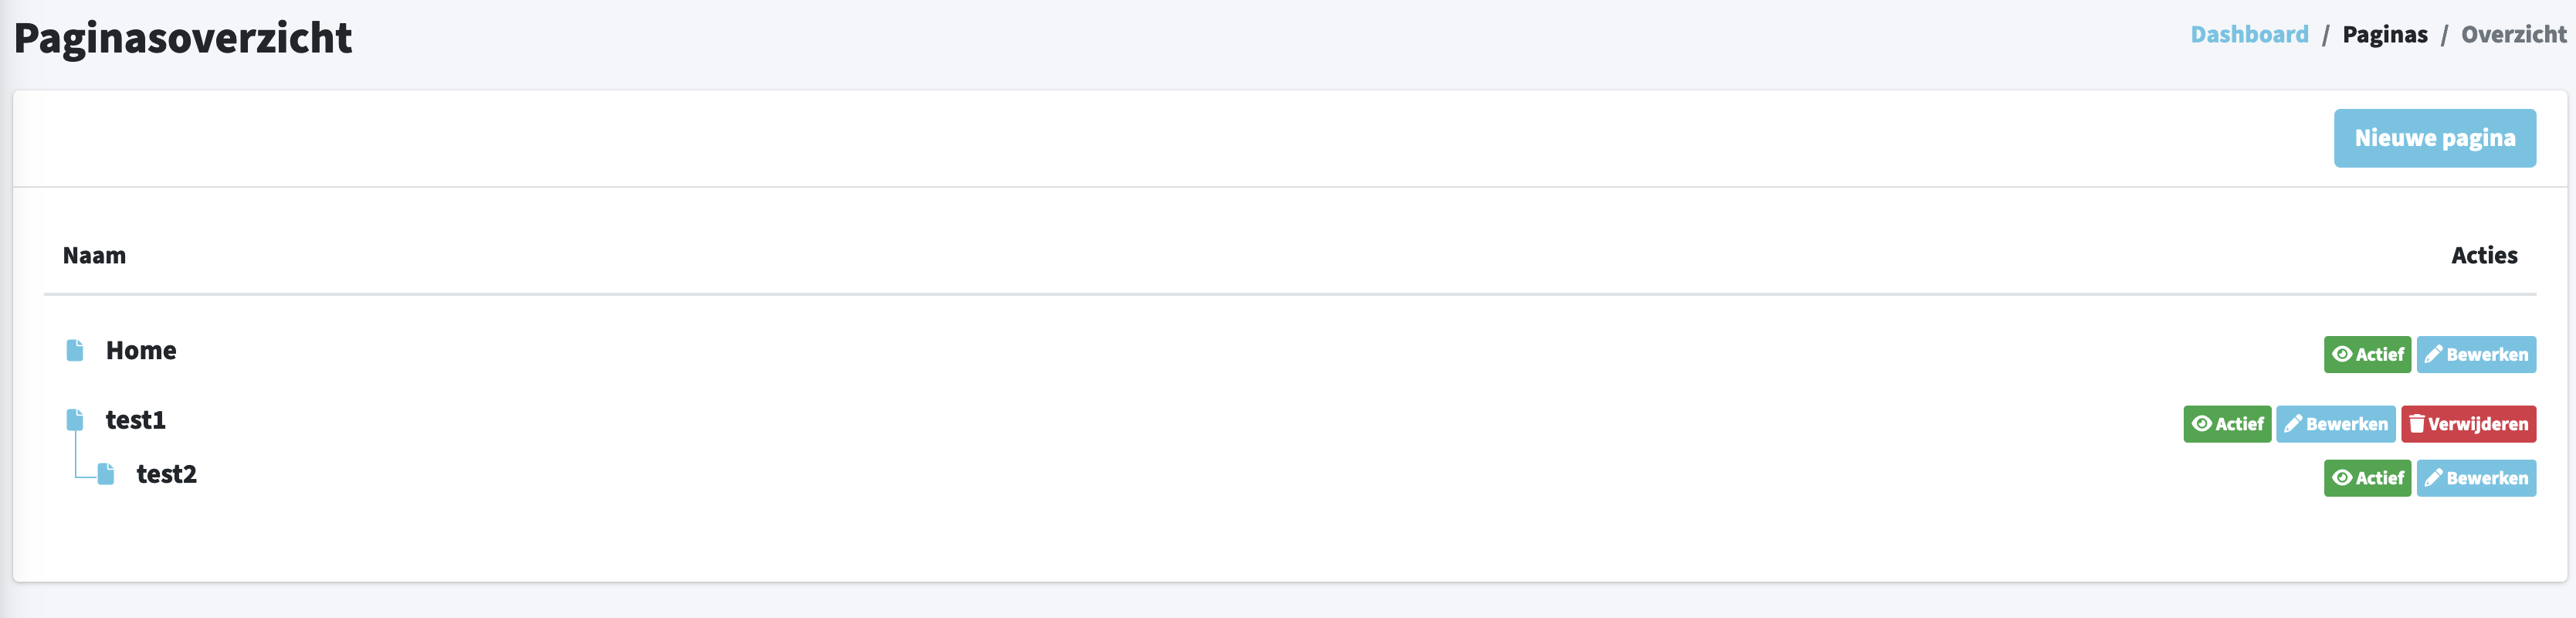 Paginasoverzicht
Dashboard / Paginas / Overzicht
Nieuwe pagina
Naam Acties
Home Actief Bewerken
test1 Actief Bewerken Verwijderen
test2 Actief Bewerken